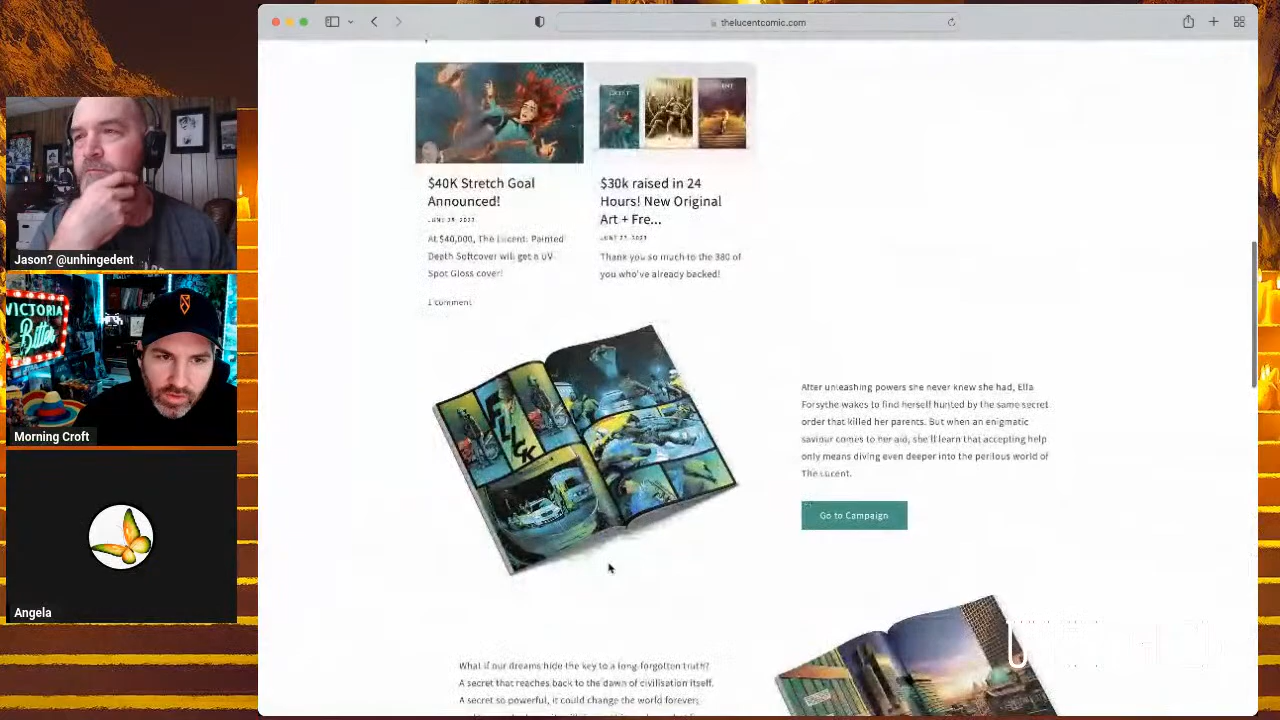 thelucentcomic.com
$40K Stretch Goal
Announced!
At $40,000, The Lucent: Painted
Depth Softcover will get a UV
Spot Gloss cover!
1 comment
$30k raised in 24
Hours! New Original
Art + Fre...
Thank you so much to the 380 of
you who've already backed!
After unleashing powers she never knew she had, Ella
Forsythe wakes to find herself hunted by the same secret
order that killed her parents. But when an enigmatic
saviour comes to her aid, she'll learn that accepting help
only means diving even deeper into the perilous world of
The Lucent.
Go to Campaign
What if our dreams hide the key to a long-forgotten truth?
A secret that reaches back to the dawn of civilisation itself.
A secret so powerful, it could change the world forever;
Jason? @unhingedent
VICTORIA
Bitter
Morning Croft
Angela